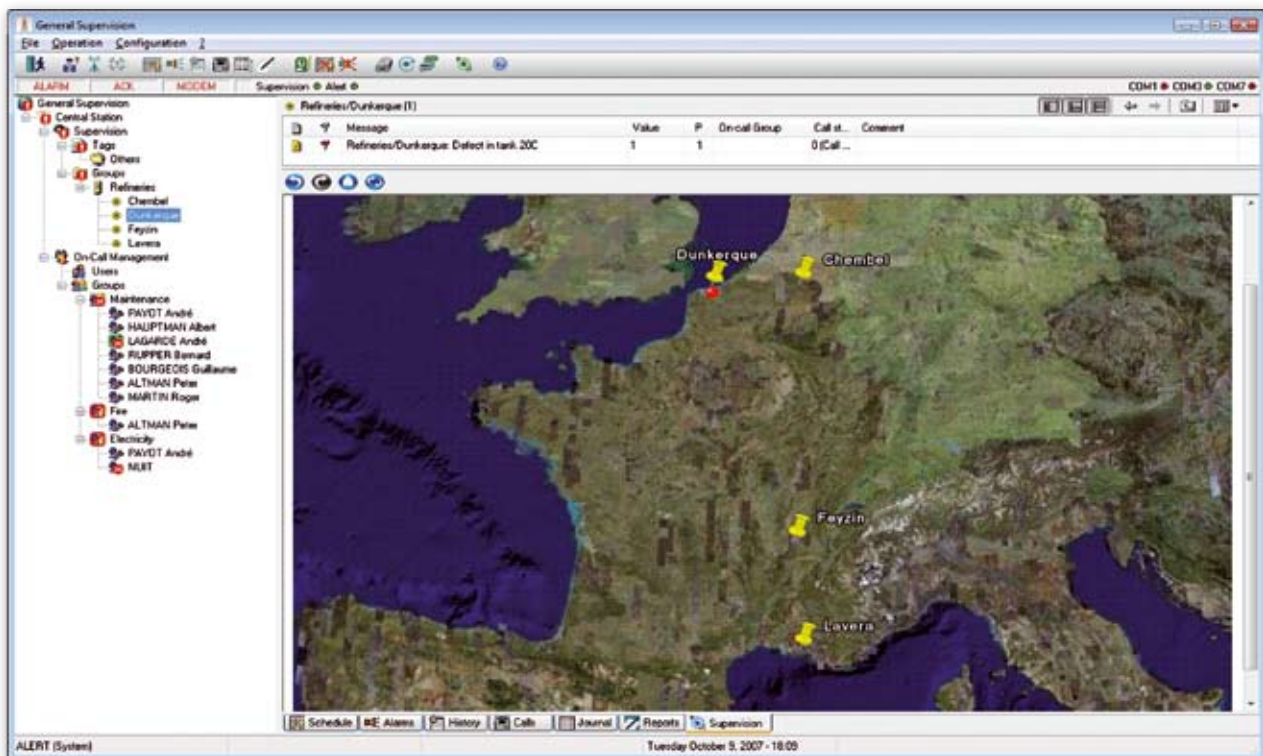 General Supervision
File Operation Configuration ?
ALARM ACK MODEM Supervision Alert COM1 COM3 COM7
General Supervision
Central Station
Supervision
Tags
Others
Groups
Refineries
Chembel
Dunkerque
Feyzin
Lavera
On-Call Management
Users
Groups
Maintenance
PAYOT André
HAUPTMAN Albert
LAGARDE André
RUPPER Bernard
BOURGEOIS Guillaume
ALTMAN Peter
MARTIN Roger
Fire
ALTMAN Peter
Electricity
PAYOT André
NUIT
Refineries/Dunkerque (1)
Message Value P On-call Group Call st... Comment
Refineries/Dunkerque: Defect in tank 20C 1 1 0 (Call ...
Dunkerque
Chembel
Feyzin
Lavera
Schedule Alarms History Calls Journal Reports Supervision
ALERT (System) Tuesday October 9, 2007 - 18:09